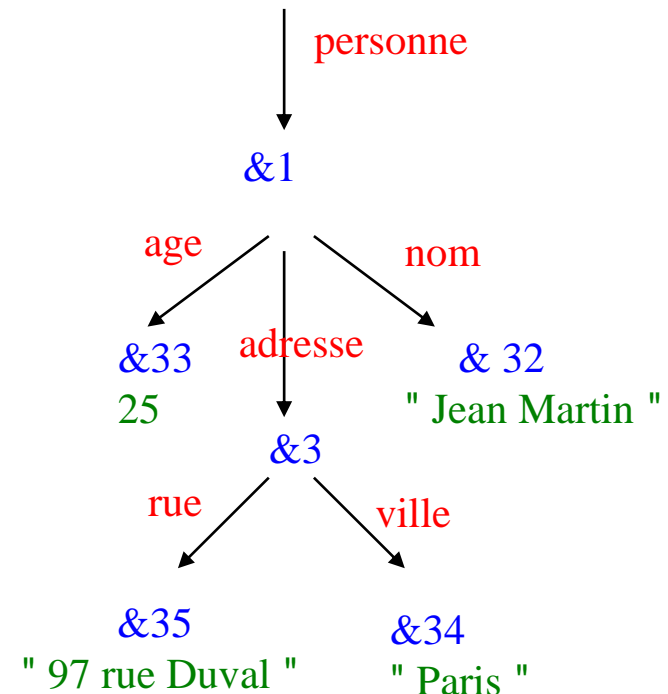 personne
&1
age
nom
&33
adresse
& 32
25
" Jean Martin "
&3
rue
ville
&35
&34
" 97 rue Duval "
" Paris "